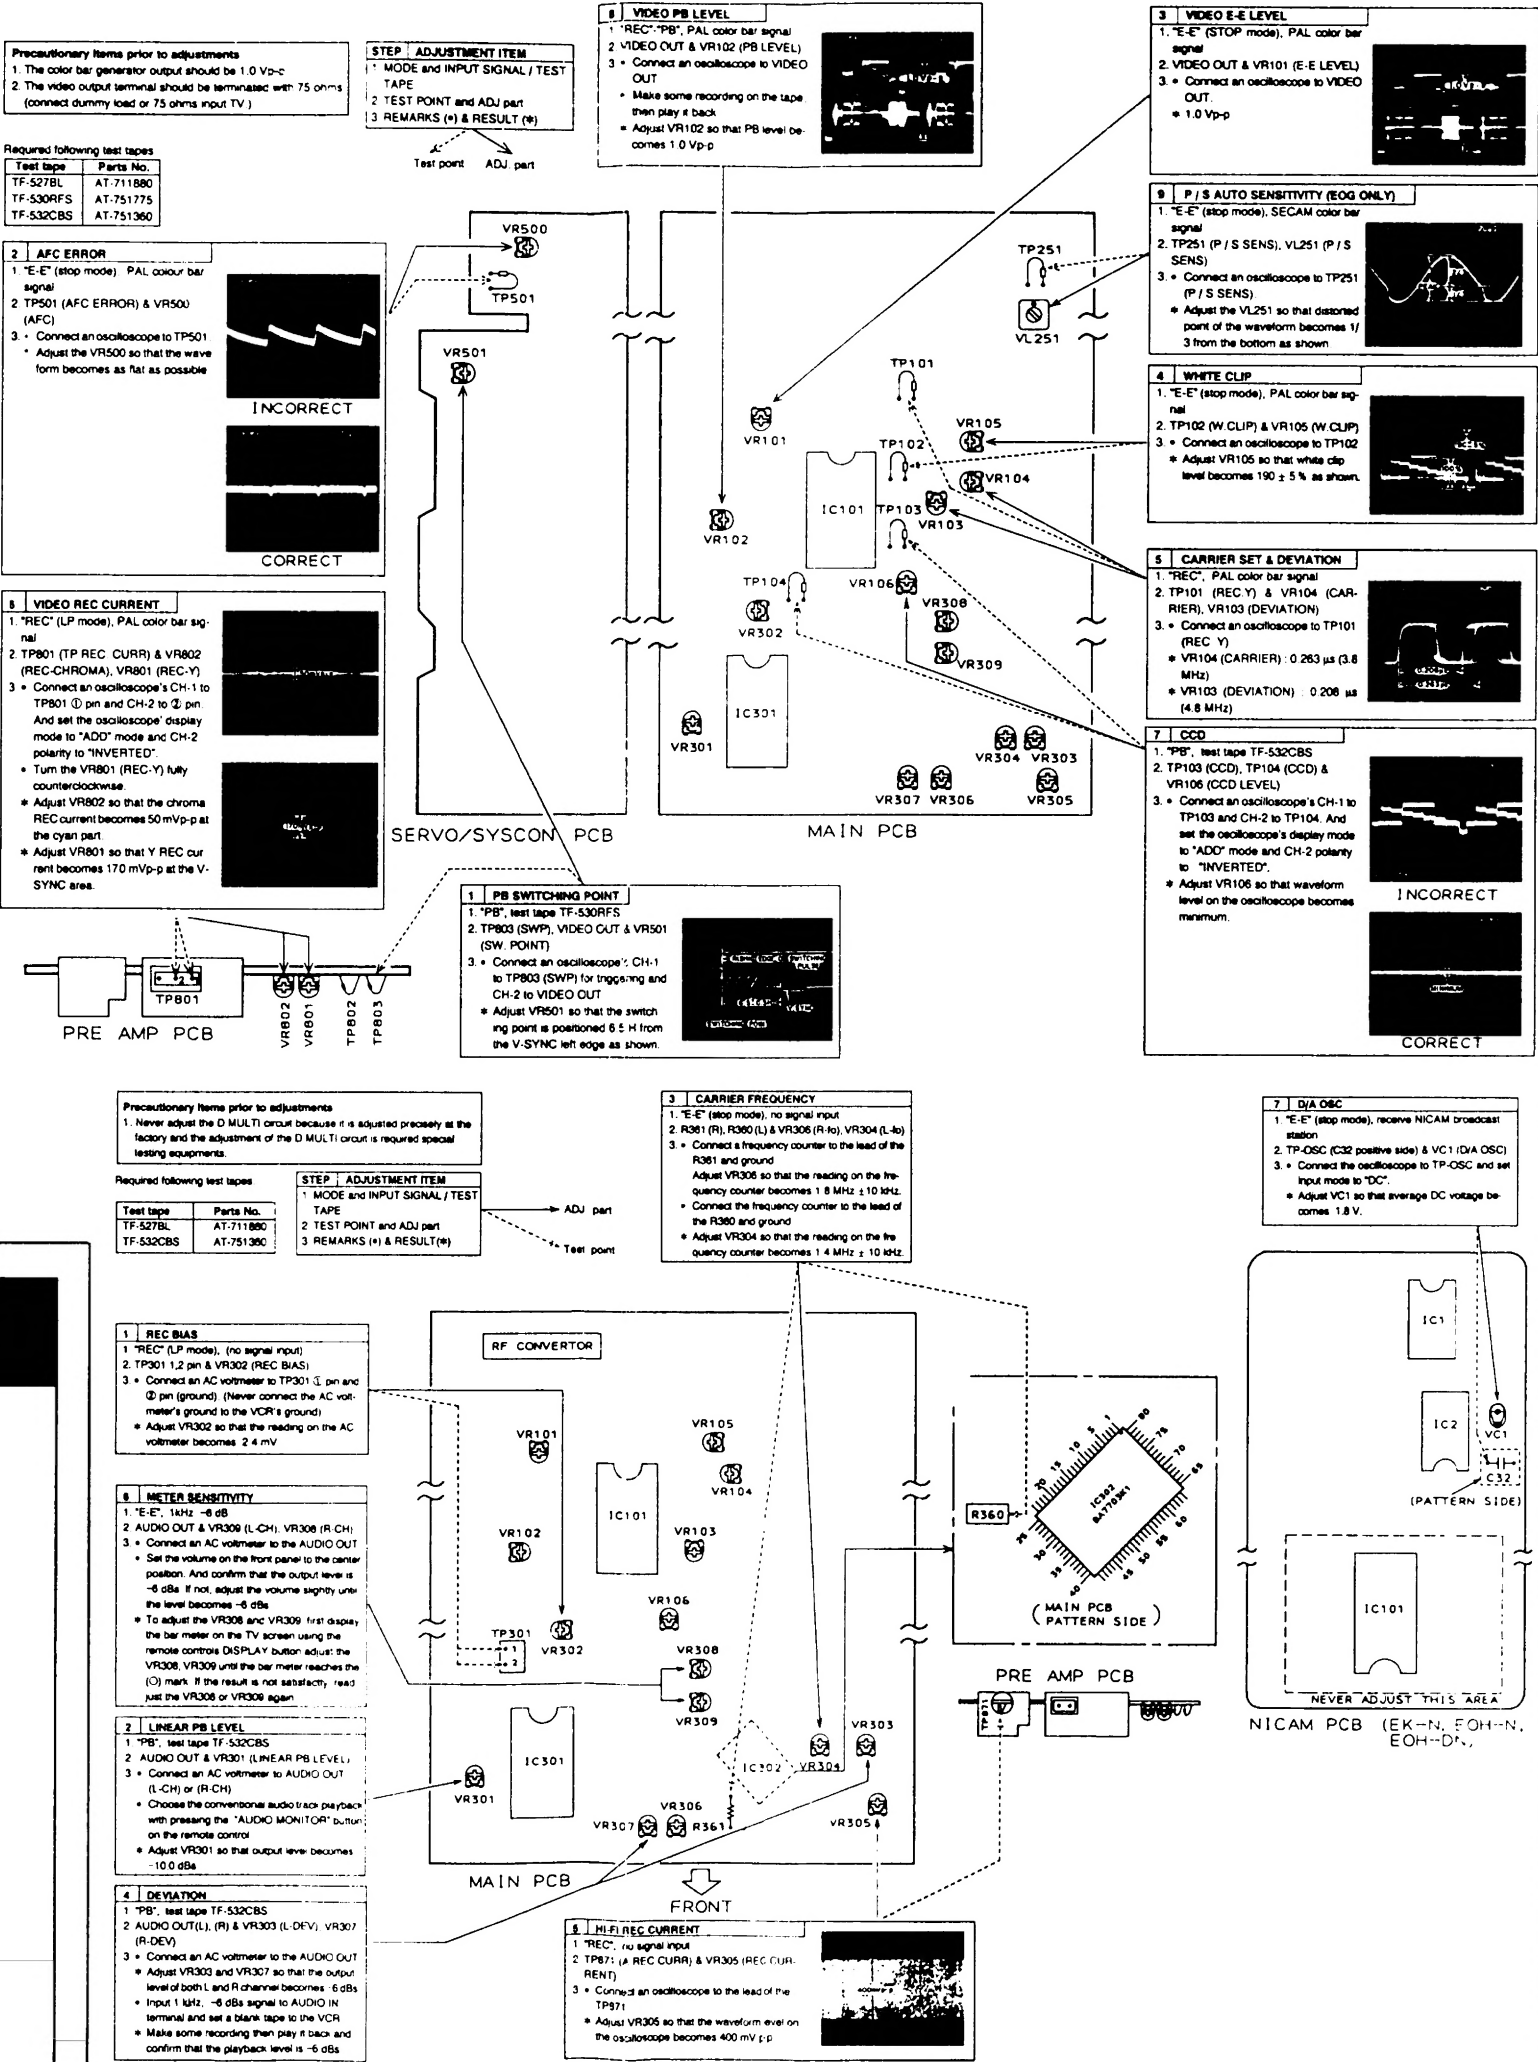 Precautionary items prior to adjustments
1. The color bar generator output should be 1.0 Vp-p
2. The video output terminal should be terminated with 75 ohms
(connect dummy load or 75 ohms input TV )
STEP ADJUSTMENT ITEM
1 MODE and INPUT SIGNAL / TEST
TAPE
2 TEST POINT and ADJ part
3 REMARKS (•) & RESULT (*)
Test point
ADJ. part
Required following test tapes
Test tape Parts No.
TF-527BL AT-711880
TF-530RFS AT-751775
TF-532CBS AT-751360
8 VIDEO PB LEVEL
1 "REC"-"PB", PAL color bar signal
2. VIDEO OUT & VR102 (PB LEVEL)
3 • Connect an oscilloscope to VIDEO
OUT
• Make some recording on the tape,
then play it back
* Adjust VR102 so that PB level be-
comes 1.0 Vp-p
3 VIDEO E-E LEVEL
1. "E-E" (STOP mode), PAL color bar
signal
2. VIDEO OUT & VR101 (E-E LEVEL)
3. • Connect an oscilloscope to VIDEO
OUT.
* 1.0 Vp-p
9 P / S AUTO SENSITIVITY (EOG ONLY)
1. "E-E" (stop mode), SECAM color bar
signal
2. TP251 (P / S SENS), VL251 (P / S
SENS)
3. • Connect an oscilloscope to TP251
(P / S SENS)
* Adjust the VL251 so that distorted
point of the waveform becomes 1/
3 from the bottom as shown
2 AFC ERROR
1. "E-E" (stop mode) PAL colour bar
signal
2 TP501 (AFC ERROR) & VR500
(AFC)
3. • Connect an oscilloscope to TP501
* Adjust the VR500 so that the wave
form becomes as flat as possible
INCORRECT
CORRECT
4 WHITE CLIP
1. "E-E" (stop mode), PAL color bar sig-
nal
2. TP102 (W.CLIP) & VR105 (W.CLIP)
3. • Connect an oscilloscope to TP102
* Adjust VR105 so that white clip
level becomes 190 ± 5 % as shown.
5 CARRIER SET & DEVIATION
1. "REC", PAL color bar signal
2. TP101 (REC.Y) & VR104 (CAR-
RIER), VR103 (DEVIATION)
3. • Connect an oscilloscope to TP101
(REC Y)
* VR104 (CARRIER) : 0.263 µs (3.8
MHz)
* VR103 (DEVIATION) : 0.208 µs
(4.8 MHz)
6 VIDEO REC CURRENT
1. "REC" (LP mode), PAL color bar sig-
nal
2. TP801 (TP REC CURR) & VR802
(REC-CHROMA), VR801 (REC-Y)
3 • Connect an oscilloscope's CH-1 to
TP801 ① pin and CH-2 to ② pin.
And set the oscilloscope' display
mode to "ADD" mode and CH-2
polarity to "INVERTED".
• Turn the VR801 (REC-Y) fully
counterclockwise.
* Adjust VR802 so that the chroma
REC current becomes 50 mVp-p at
the cyan part.
* Adjust VR801 so that Y REC cur
rent becomes 170 mVp-p at the V-
SYNC area.
7 CCD
1. "PB", test tape TF-532CBS
2. TP103 (CCD), TP104 (CCD) &
VR106 (CCD LEVEL)
3. • Connect an oscilloscope's CH-1 to
TP103 and CH-2 to TP104. And
set the oscilloscope's display mode
to "ADD" mode and CH-2 polarity
to "INVERTED".
* Adjust VR106 so that waveform
level on the oscilloscope becomes
minimum.
INCORRECT
CORRECT
VR500
TP501
VR501
SERVO/SYSCON PCB
TP251
VL251
TP101
VR101
VR105
TP102
VR104
IC101
TP103
VR103
VR102
TP104
VR106
VR302
VR308
VR309
IC301
VR301
VR304 VR303
VR307 VR306
VR305
MAIN PCB
1 PB SWITCHING POINT
1. "PB", test tape TF-530RFS
2. TP803 (SWP), VIDEO OUT & VR501
(SW. POINT)
3. • Connect an oscilloscope's CH-1
to TP803 (SWP) for triggering and
CH-2 to VIDEO OUT
* Adjust VR501 so that the switch
ing point is positioned 6.5 H from
the V-SYNC left edge as shown.
TP801
VR802
VR801
TP802
TP803
PRE AMP PCB
Precautionary items prior to adjustments
1. Never adjust the D MULTI circuit because it is adjusted precisely at the
factory and the adjustment of the D MULTI circuit is required special
testing equipments.
Required following test tapes
Test tape Parts No.
TF-527BL AT-711880
TF-532CBS AT-751360
STEP ADJUSTMENT ITEM
1 MODE and INPUT SIGNAL / TEST
TAPE
2 TEST POINT and ADJ part
3 REMARKS (•) & RESULT(*)
ADJ part
Test point
3 CARRIER FREQUENCY
1. "E-E" (stop mode), no signal input
2. R361 (R), R360 (L) & VR306 (R-fo), VR304 (L-fo)
3. • Connect a frequency counter to the lead of the
R361 and ground
Adjust VR306 so that the reading on the fre-
quency counter becomes 1 8 MHz ± 10 kHz.
• Connect the frequency counter to the lead of
the R360 and ground
* Adjust VR304 so that the reading on the fre
quency counter becomes 1 4 MHz ± 10 kHz.
7 D/A OSC
1. "E-E" (stop mode), receive NICAM broadcast
station
2. TP-OSC (C32 positive side) & VC1 (D/A OSC)
3. • Connect the oscilloscope to TP-OSC and set
input mode to "DC".
* Adjust VC1 so that average DC voltage be-
comes 1.8 V.
1 REC BIAS
1 "REC" (LP mode), (no signal input)
2. TP301 1,2 pin & VR302 (REC BIAS)
3. • Connect an AC voltmeter to TP301 ① pin and
② pin (ground). (Never connect the AC volt-
meter's ground to the VCR's ground)
* Adjust VR302 so that the reading on the AC
voltmeter becomes 2 4 mV
6 METER SENSITIVITY
1. "E-E", 1kHz −6 dB
2. AUDIO OUT & VR309 (L-CH), VR308 (R-CH)
3. • Connect an AC voltmeter to the AUDIO OUT
• Set the volume on the front panel to the center
position. And confirm that the output level is
−6 dBs If not, adjust the volume slightly until
the level becomes −6 dBs
* To adjust the VR308 and VR309 first display
the bar meter on the TV screen using the
remote controls DISPLAY button adjust the
VR308, VR309 until the bar meter reaches the
(O) mark If the result is not satisfactly read
just the VR308 or VR309 again
2 LINEAR PB LEVEL
1 "PB", test tape TF-532CBS
2 AUDIO OUT & VR301 (LINEAR PB LEVEL)
3 • Connect an AC voltmeter to AUDIO OUT
(L-CH) or (R-CH)
• Choose the conventional audio track playback
with pressing the "AUDIO MONITOR" button
on the remote control
* Adjust VR301 so that output level becomes
−10.0 dBs
4 DEVIATION
1 "PB", test tape TF-532CBS
2 AUDIO OUT(L), (R) & VR303 (L-DEV) VR307
(R-DEV)
3 • Connect an AC voltmeter to the AUDIO OUT
* Adjust VR303 and VR307 so that the output
level of both L and R channel becomes -6 dBs
• Input 1 kHz, −6 dBs signal to AUDIO IN
terminal and set a blank tape to the VCR
* Make some recording then play it back and
confirm that the playback level is −6 dBs
RF CONVERTOR
VR101
VR105
VR104
IC101
VR102
VR103
VR106
TP301
1
2
VR302
VR308
VR309
IC301
VR301
IC302
VR304
VR303
VR306
VR307
R361
VR305
MAIN PCB
FRONT
5 HI-FI REC CURRENT
1 "REC", no signal input
2 TP871 (A REC CURR) & VR305 (REC CUR-
RENT)
3 • Connect an oscilloscope to the lead of the
TP871
* Adjust VR305 so that the waveform evel on
the oscilloscope becomes 400 mV p-p
R360
IC302
BA7703K1
1 5 10 15 20 25 30 35 40 45 50 55 60 65 70 75 80
(MAIN PCB
PATTERN SIDE)
PRE AMP PCB
TP871
IC1
IC2
VC1
C32
(PATTERN SIDE)
IC101
NEVER ADJUST THIS AREA
NICAM PCB (EK-N, EOH-N,
EOH-DN,